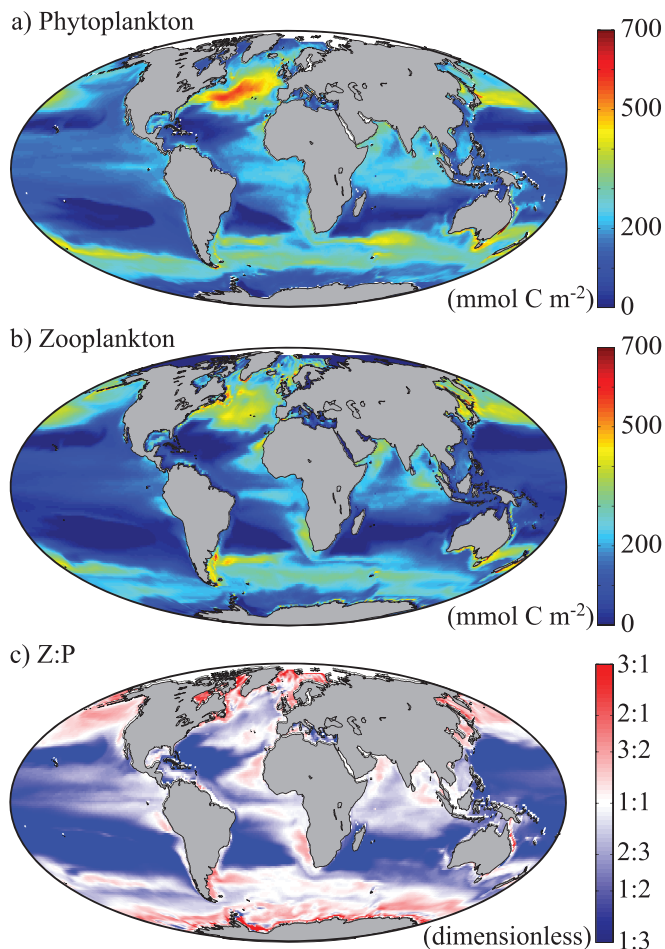 a) Phytoplankton
700
500
200
0
(mmol C m-2)
b) Zooplankton
700
500
200
0
(mmol C m-2)
c) Z:P
3:1
2:1
3:2
1:1
2:3
1:2
1:3
(dimensionless)